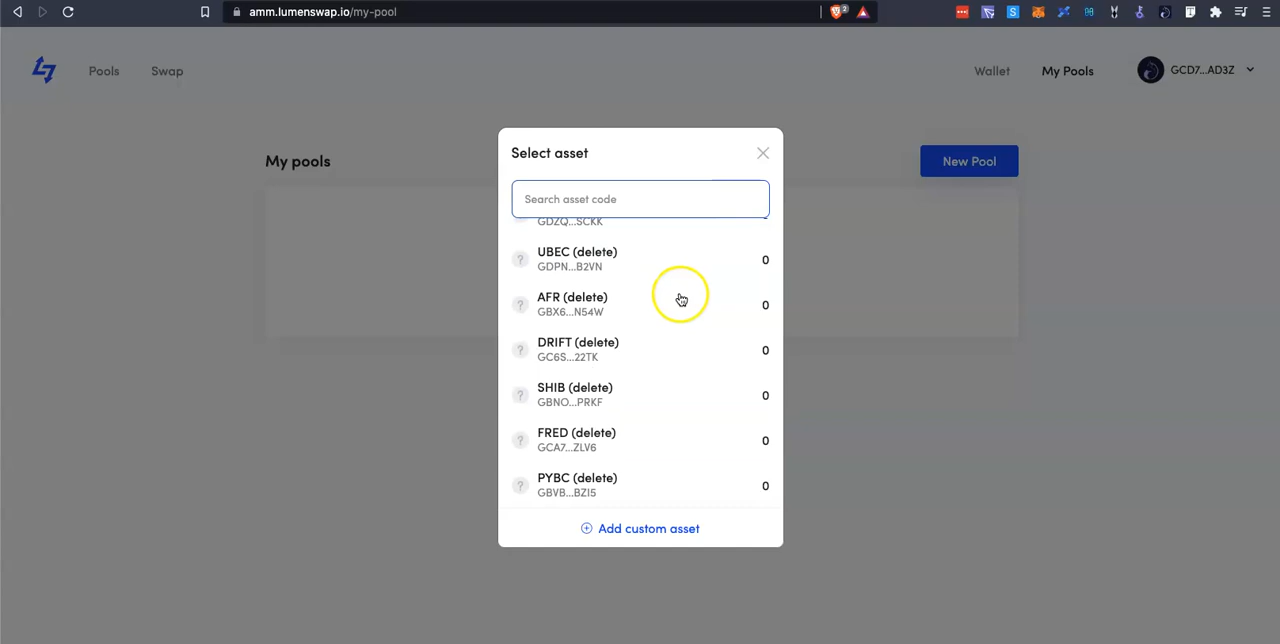 amm.lumenswap.io/my-pool
2
Pools
Swap
Wallet
My Pools
GCD7...AD3Z
My pools
New Pool
Select asset
Search asset code
GDZQ...SCKK
UBEC (delete)
GDPN...B2VN
0
AFR (delete)
GBX6...N54W
0
DRIFT (delete)
GC6S...22TK
0
SHIB (delete)
GBNO...PRKF
0
FRED (delete)
GCA7...ZLV6
0
PYBC (delete)
GBVB...BZI5
0
Add custom asset